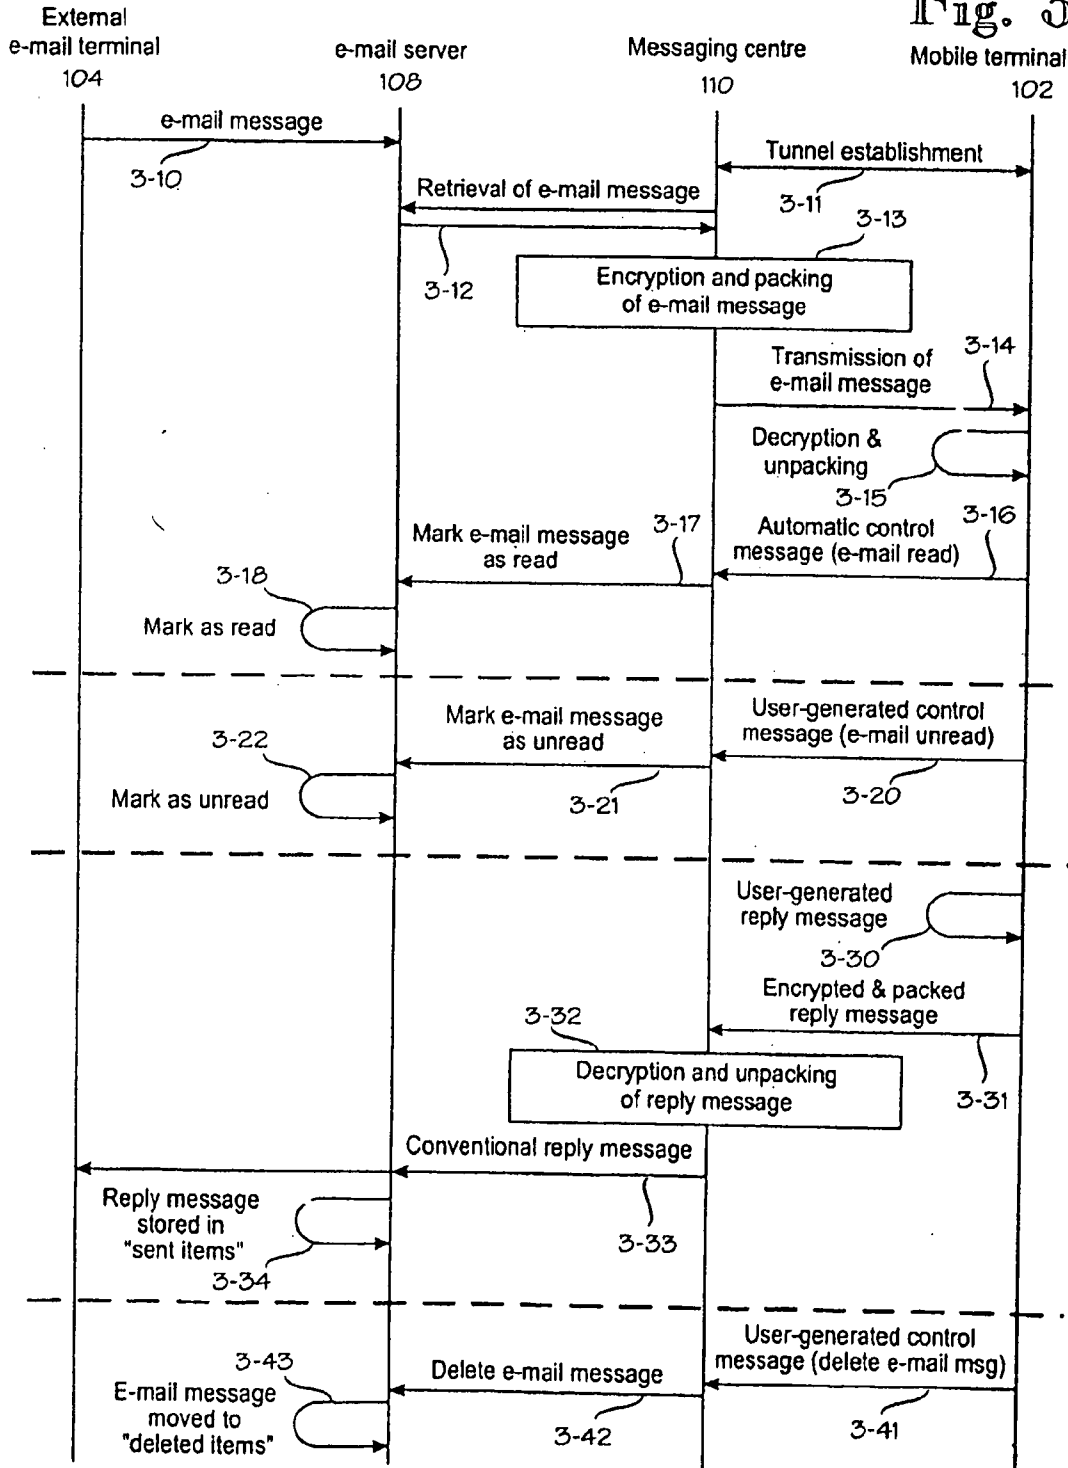 Fig. 3
External
e-mail terminal
104
e-mail server
108
Messaging centre
110
Mobile terminal
102
e-mail message
3-10
Tunnel establishment
3-11
Retrieval of e-mail message
3-12
3-13
Encryption and packing
of e-mail message
Transmission of
e-mail message
3-14
Decryption &
unpacking
3-15
Automatic control
message (e-mail read)
3-16
Mark e-mail message
as read
3-17
3-18
Mark as read
User-generated control
message (e-mail unread)
3-20
Mark e-mail message
as unread
3-21
3-22
Mark as unread
User-generated
reply message
3-30
Encrypted & packed
reply message
3-31
3-32
Decryption and unpacking
of reply message
Conventional reply message
3-33
Reply message
stored in
"sent items"
3-34
User-generated control
message (delete e-mail msg)
3-41
Delete e-mail message
3-42
3-43
E-mail message
moved to
"deleted items"